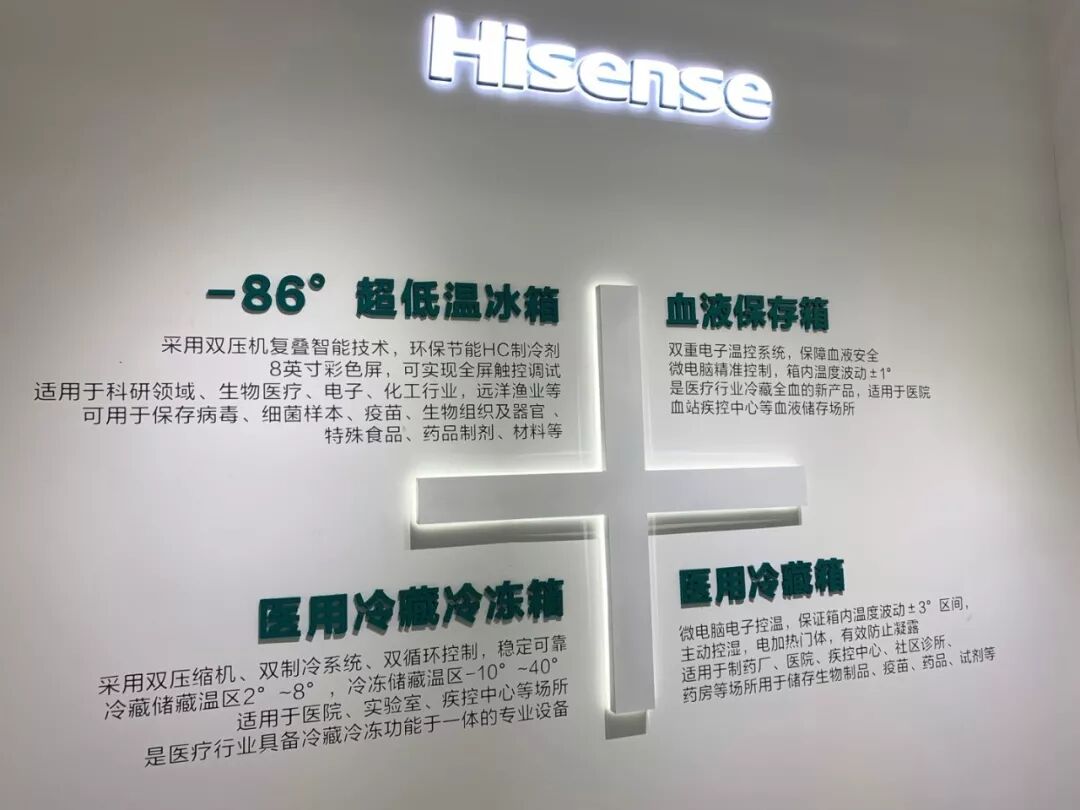 Hisense
-86° 超低温冰箱
采用双压机复叠智能技术，环保节能HC制冷剂
8英寸彩色屏，可实现全屏触控调试
适用于科研领域、生物医疗、电子、化工行业，远洋渔业等
可用于保存病毒、细菌样本、疫苗、生物组织及器官、
特殊食品、药品制剂、材料等
血液保存箱
双重电子温控系统，保障血液安全
微电脑精准控制，箱内温度波动±1°
是医疗行业冷藏全血的新产品，适用于医院
血站疾控中心等血液储存场所
医用冷藏冷冻箱
采用双压缩机、双制冷系统、双循环控制，稳定可靠
冷藏储藏温区2°~8°，冷冻储藏温区-10°~40°
适用于医院、实验室、疾控中心等场所
是医疗行业具备冷藏冷冻功能于一体的专业设备
医用冷藏箱
微电脑电子控温，保证箱内温度波动±3°区间，
主动控湿，电加热门体，有效防止凝露
适用于制药厂、医院、疾控中心、社区诊所、
药房等场所用于储存生物制品、疫苗、药品、试剂等